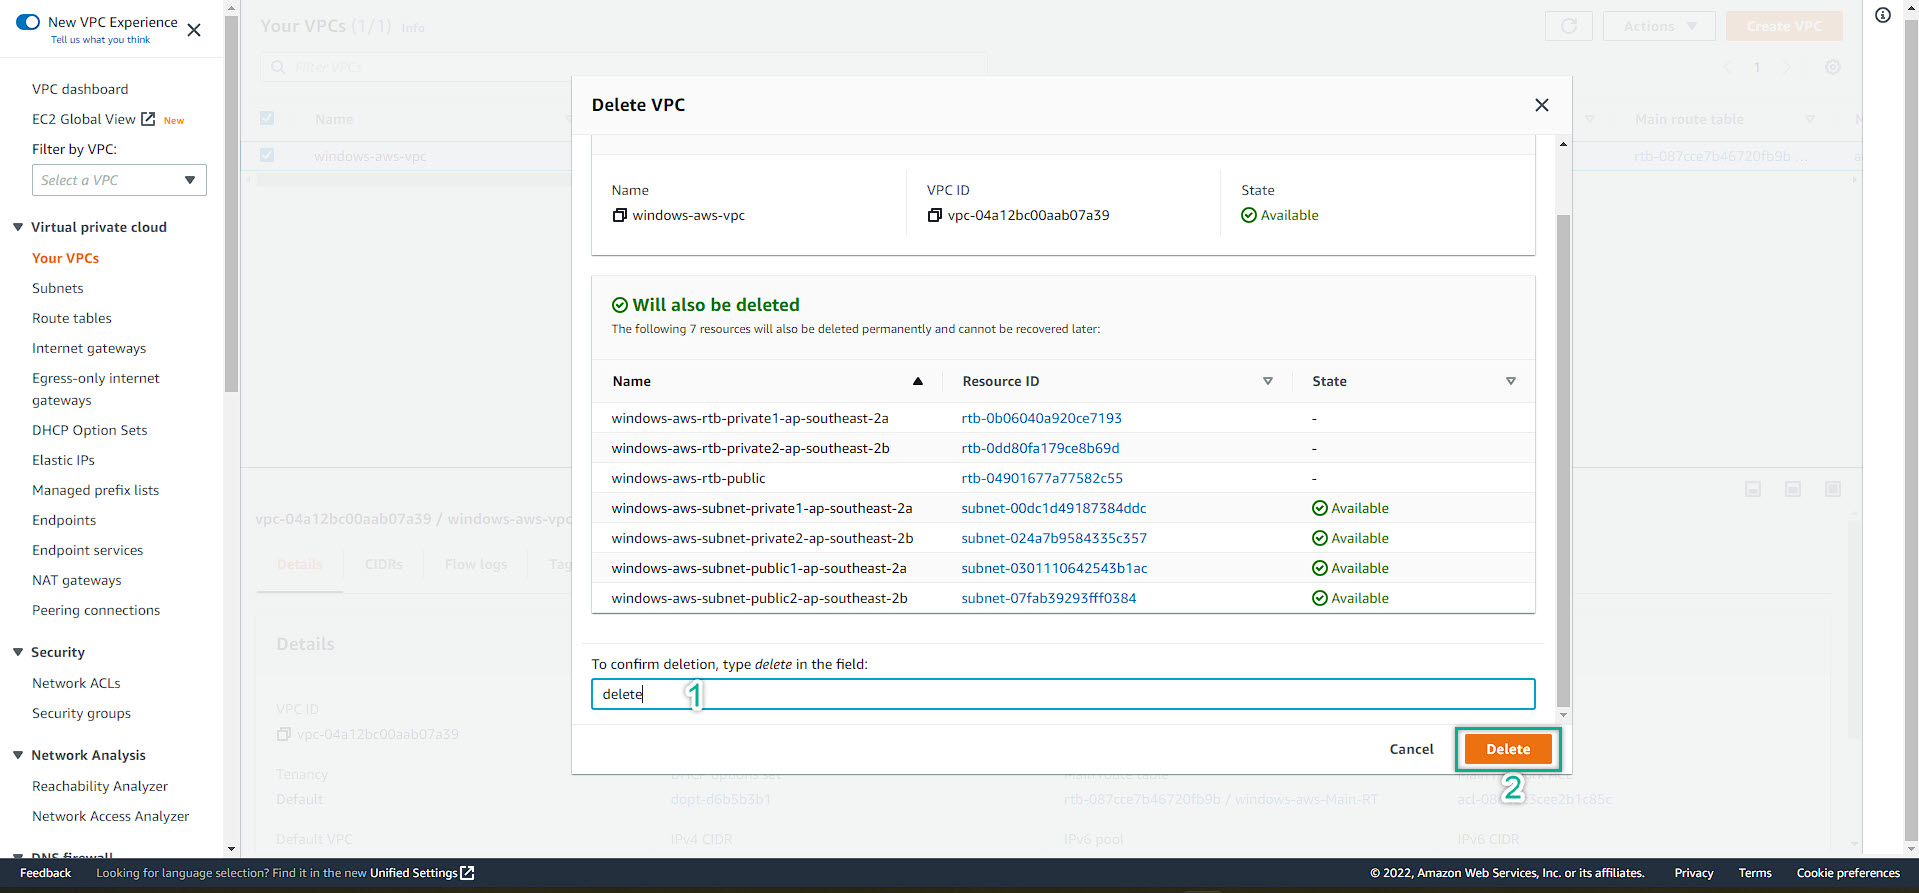 New VPC Experience
Tell us what you think
VPC dashboard
EC2 Global View New
Filter by VPC:
Select a VPC
Virtual private cloud
Your VPCs
Subnets
Route tables
Internet gateways
Egress-only internet
gateways
DHCP Option Sets
Elastic IPs
Managed prefix lists
Endpoints
Endpoint services
NAT gateways
Peering connections
Security
Network ACLs
Security groups
Network Analysis
Reachability Analyzer
Network Access Analyzer
DNS firewall
Your VPCs (1/1) Info
Actions
Create VPC
Filter VPCs
1
Name
Main route table
windows-aws-vpc
rtb-087cce7b46720fb9b ...
Delete VPC
Name
VPC ID
State
windows-aws-vpc
vpc-04a12bc00aab07a39
Available
Will also be deleted
The following 7 resources will also be deleted permanently and cannot be recovered later:
Name Resource ID State
windows-aws-rtb-private1-ap-southeast-2a rtb-0b06040a920ce7193 -
windows-aws-rtb-private2-ap-southeast-2b rtb-0dd80fa179ce8b69d -
windows-aws-rtb-public rtb-04901677a77582c55 -
windows-aws-subnet-private1-ap-southeast-2a subnet-00dc1d49187384ddc Available
windows-aws-subnet-private2-ap-southeast-2b subnet-024a7b9584335c357 Available
windows-aws-subnet-public1-ap-southeast-2a subnet-0301110642543b1ac Available
windows-aws-subnet-public2-ap-southeast-2b subnet-07fab39293fff0384 Available
To confirm deletion, type delete in the field:
delete 1
Cancel Delete
2
vpc-04a12bc00aab07a39 / windows-aws-vpc
Details CIDRs Flow logs
Details
VPC ID
vpc-04a12bc00aab07a39
Tenancy DHCP options set Main route table
Default dopt-d6b5b3b1 rtb-087cce7b46720fb9b / windows-aws-Main-RT
Default VPC IPv4 CIDR IPv6 pool IPv6 CIDR
Feedback Looking for language selection? Find it in the new Unified Settings © 2022, Amazon Web Services, Inc. or its affiliates. Privacy Terms Cookie preferences